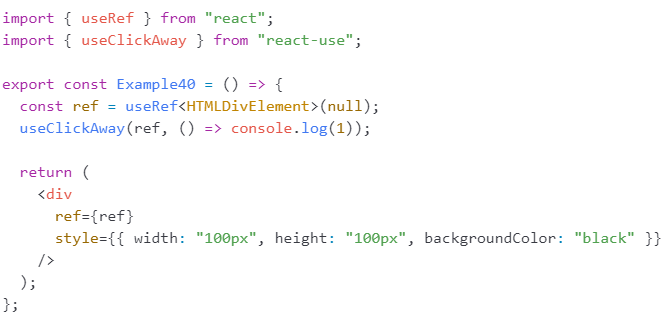 import { useRef } from "react";
import { useClickAway } from "react-use";

export const Example40 = () => {
  const ref = useRef<HTMLDivElement>(null);
  useClickAway(ref, () => console.log(1));

  return (
    <div
      ref={ref}
      style={{ width: "100px", height: "100px", backgroundColor: "black" }}
    />
  );
};